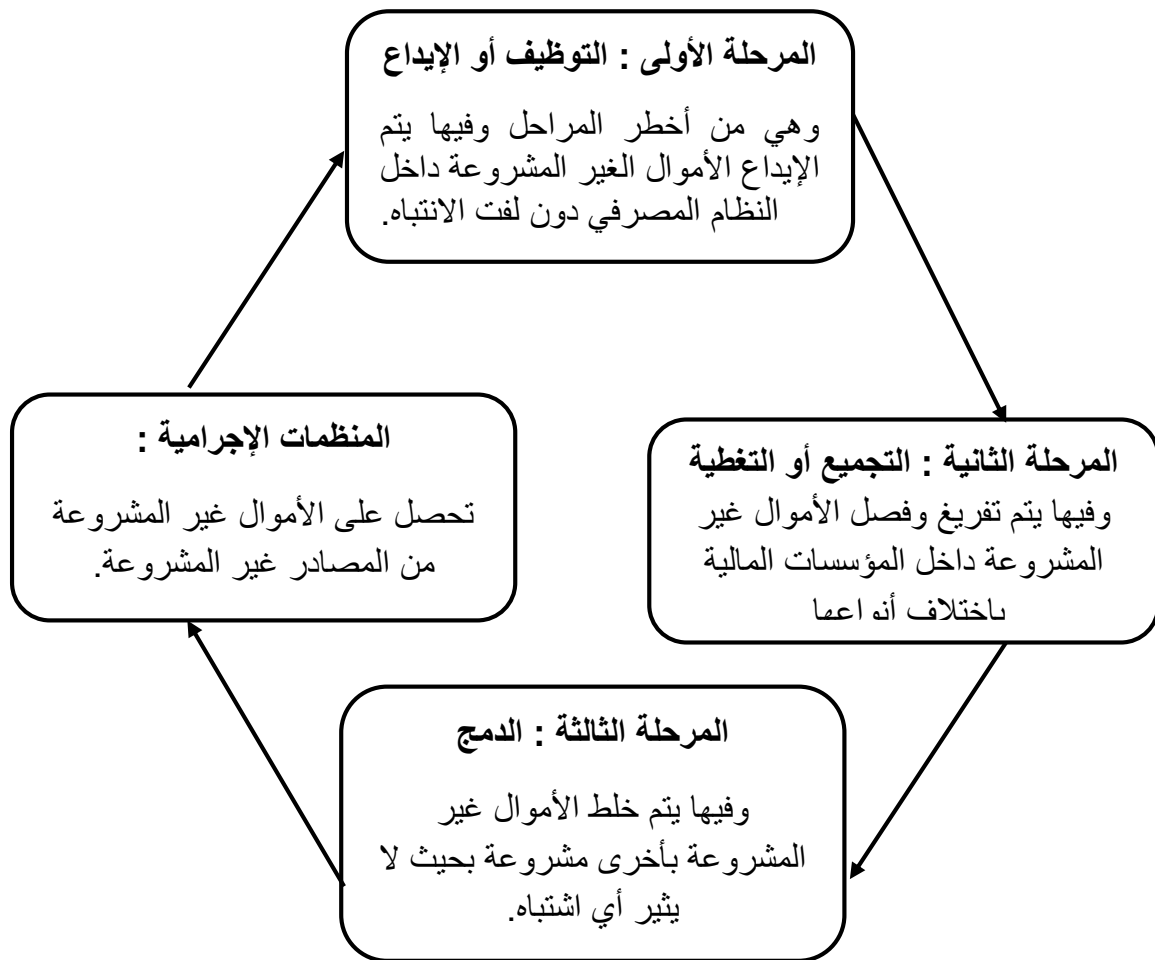 المرحلة الأولى : التوظيف أو الإيداع
وهي من أخطر المراحل وفيها يتم
الإيداع الأموال الغير المشروعة داخل
النظام المصرفي دون لفت الانتباه.
المرحلة الثانية : التجميع أو التغطية
وفيها يتم تفريغ وفصل الأموال غير
المشروعة داخل المؤسسات المالية
باختلاف أنواعها
المرحلة الثالثة : الدمج
وفيها يتم خلط الأموال غير
المشروعة بأخرى مشروعة بحيث لا
يثير أي اشتباه.
المنظمات الإجرامية :
تحصل على الأموال غير المشروعة
من المصادر غير المشروعة.